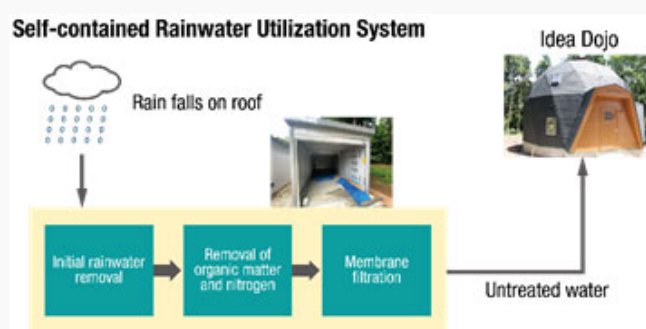 Self-contained Rainwater Utilization System
Idea Dojo
Rain falls on roof
Initial rainwater
removal
Removal of
organic matter
and nitrogen
Membrane
filtration
Untreated water